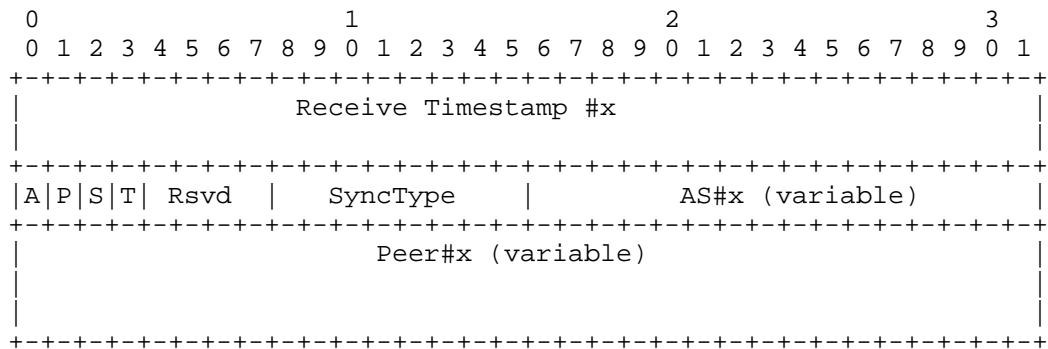 0                   1                   2                   3
 0 1 2 3 4 5 6 7 8 9 0 1 2 3 4 5 6 7 8 9 0 1 2 3 4 5 6 7 8 9 0 1
+-+-+-+-+-+-+-+-+-+-+-+-+-+-+-+-+-+-+-+-+-+-+-+-+-+-+-+-+-+-+-+-+
|                 Receive Timestamp #x                          |
|                                                               |
+-+-+-+-+-+-+-+-+-+-+-+-+-+-+-+-+-+-+-+-+-+-+-+-+-+-+-+-+-+-+-+-+
|A|P|S|T| Rsvd  |   SyncType    |         AS#x (variable)       |
+-+-+-+-+-+-+-+-+-+-+-+-+-+-+-+-+-+-+-+-+-+-+-+-+-+-+-+-+-+-+-+-+
|                      Peer#x (variable)                        |
|                                                               |
|                                                               |
+-+-+-+-+-+-+-+-+-+-+-+-+-+-+-+-+-+-+-+-+-+-+-+-+-+-+-+-+-+-+-+-+